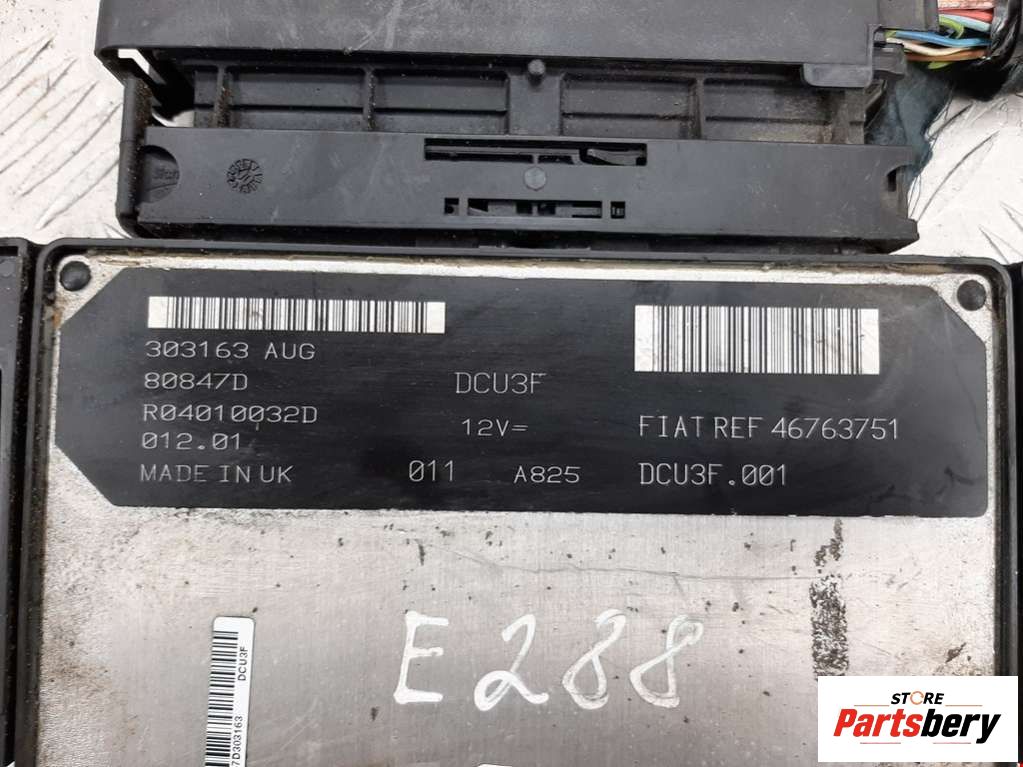 303163 AUG
80847D
R04010032D
012.01
MADE IN UK
DCU3F
12V=
011 A825
FIAT REF 46763751
DCU3F.001
E288
DCU3F
7D303163
STORE
Partsbery